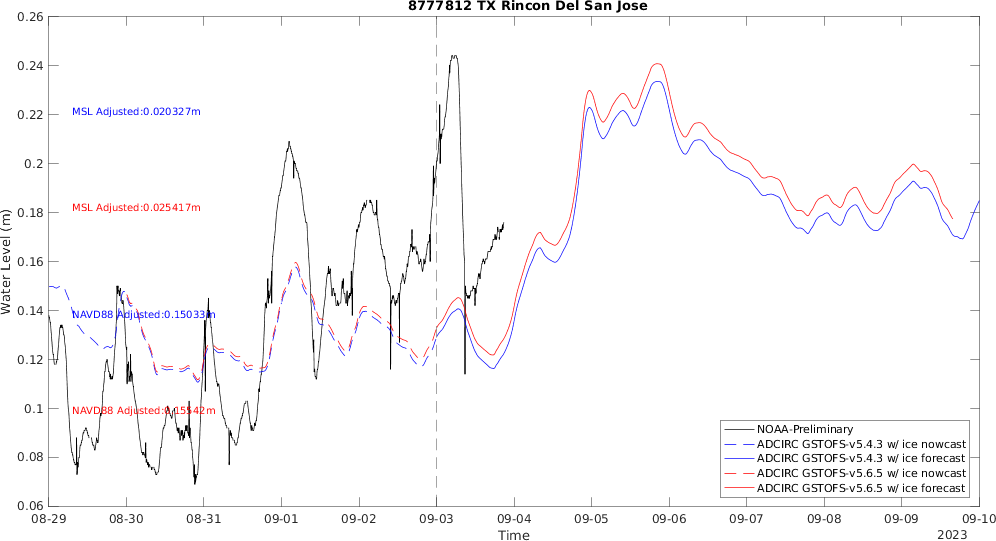 8777812 TX Rincon Del San Jose
0.26
0.24
0.22
0.2
0.18
0.16
0.14
0.12
0.1
0.08
0.06
Water Level (m)
MSL Adjusted:0.020327m
MSL Adjusted:0.025417m
NAVD88 Adjusted:0.15033m
NAVD88 Adjusted:0.15542m
NOAA-Preliminary
ADCIRC GSTOFS-v5.4.3 w/ ice nowcast
ADCIRC GSTOFS-v5.4.3 w/ ice forecast
ADCIRC GSTOFS-v5.6.5 w/ ice nowcast
ADCIRC GSTOFS-v5.6.5 w/ ice forecast
08-29 08-30 08-31 09-01 09-02 09-03 09-04 09-05 09-06 09-07 09-08 09-09 09-10
Time
2023